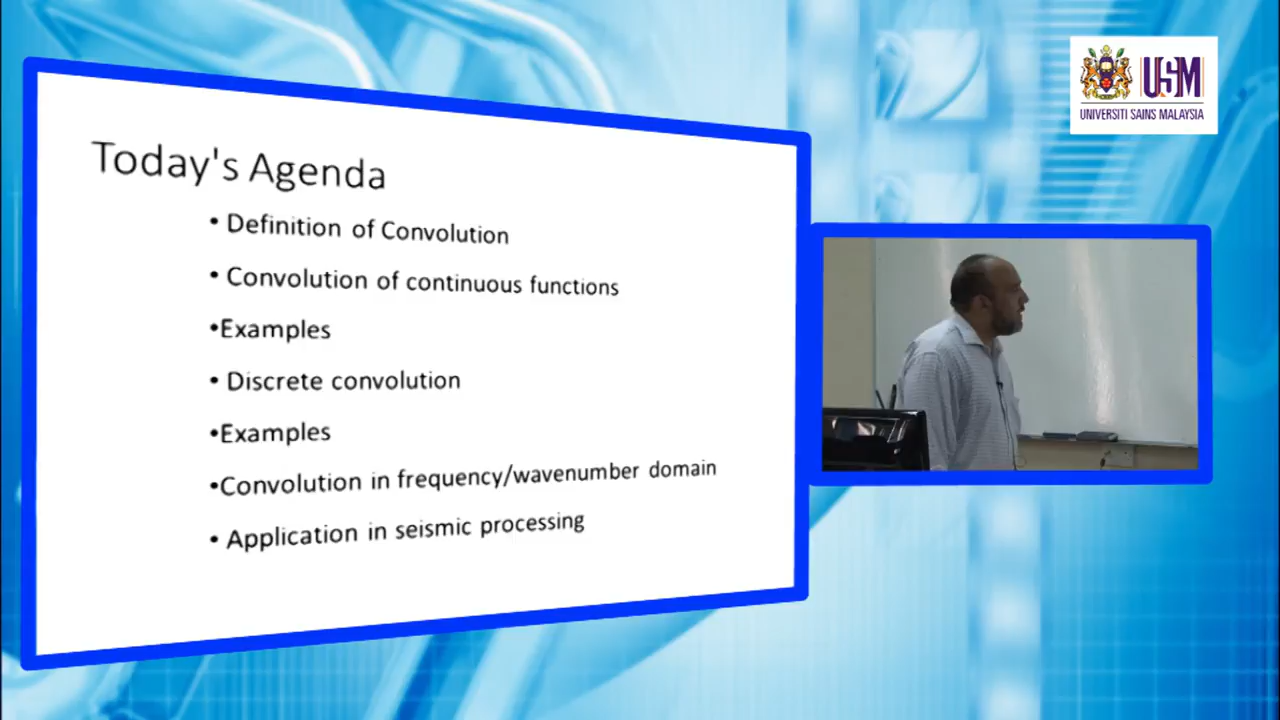 Today's Agenda
• Definition of Convolution
• Convolution of continuous functions
•Examples
• Discrete convolution
•Examples
•Convolution in frequency/wavenumber domain
• Application in seismic processing
USM
UNIVERSITI SAINS MALAYSIA